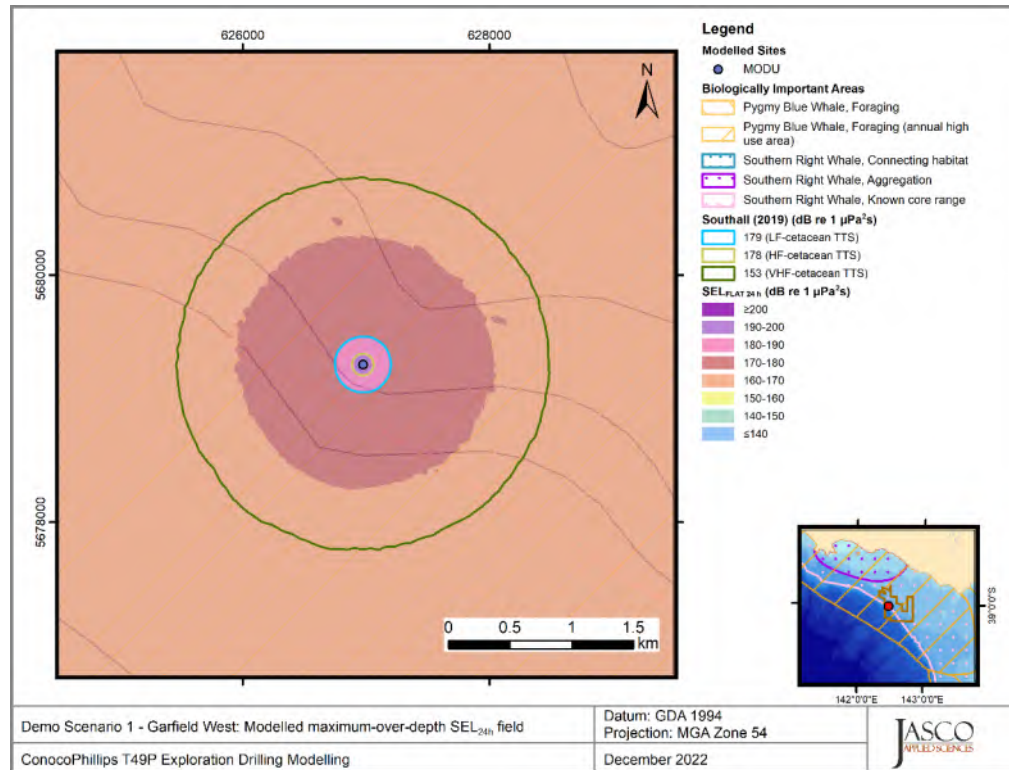 626000
628000
5680000
5678000
N
0 0.5 1 1.5
km
Legend
Modelled Sites
MODU
Biologically Important Areas
Pygmy Blue Whale, Foraging
Pygmy Blue Whale, Foraging (annual high
use area)
Southern Right Whale, Connecting habitat
Southern Right Whale, Aggregation
Southern Right Whale, Known core range
Southall (2019) (dB re 1 µPa²s)
179 (LF-cetacean TTS)
178 (HF-cetacean TTS)
153 (VHF-cetacean TTS)
SELFLAT 24 h (dB re 1 µPa²s)
≥200
190-200
180-190
170-180
160-170
150-160
140-150
≤140
39°0'0"S
142°0'0"E 143°0'0"E
Demo Scenario 1 - Garfield West: Modelled maximum-over-depth SEL24h field
ConocoPhillips T49P Exploration Drilling Modelling
Datum: GDA 1994
Projection: MGA Zone 54
December 2022
JASCO
APPLIED SCIENCES